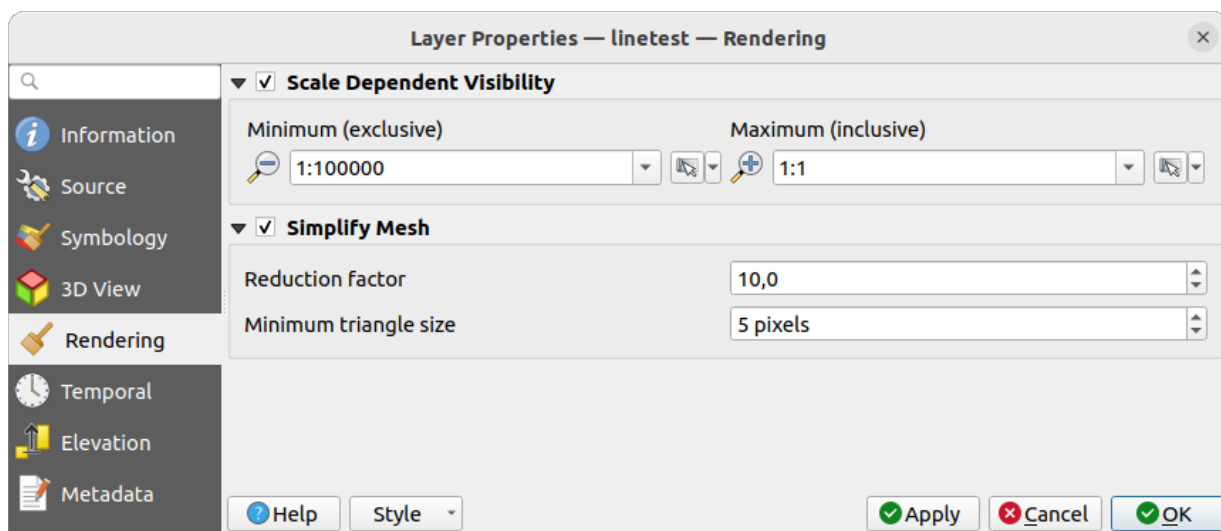 Layer Properties — linetest — Rendering
Information
Source
Symbology
3D View
Rendering
Temporal
Elevation
Metadata
Scale Dependent Visibility
Minimum (exclusive) Maximum (inclusive)
1:100000 1:1
Simplify Mesh
Reduction factor 10,0
Minimum triangle size 5 pixels
Help Style Apply Cancel OK